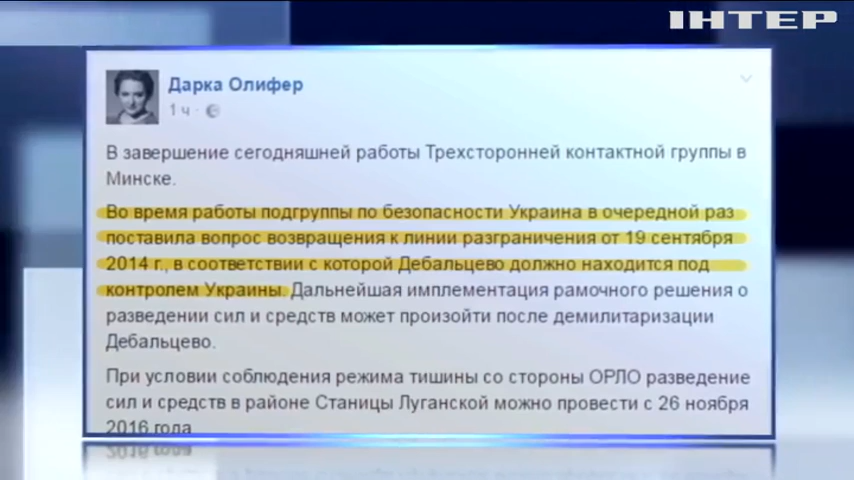 ІНТЕР
Дарка Олифер
1 ч ·
В завершение сегодняшней работы Трехсторонней контактной группы в
Минске.
Во время работы подгруппы по безопасности Украина в очередной раз
поставила вопрос возвращения к линии разграничения от 19 сентября
2014 г., в соответствии с которой Дебальцево должно находится под
контролем Украины. Дальнейшая имплементация рамочного решения о
разведении сил и средств может произойти после демилитаризации
Дебальцево.
При условии соблюдения режима тишины со стороны ОРЛО разведение
сил и средств в районе Станицы Луганской можно провести с 26 ноября
2016 года